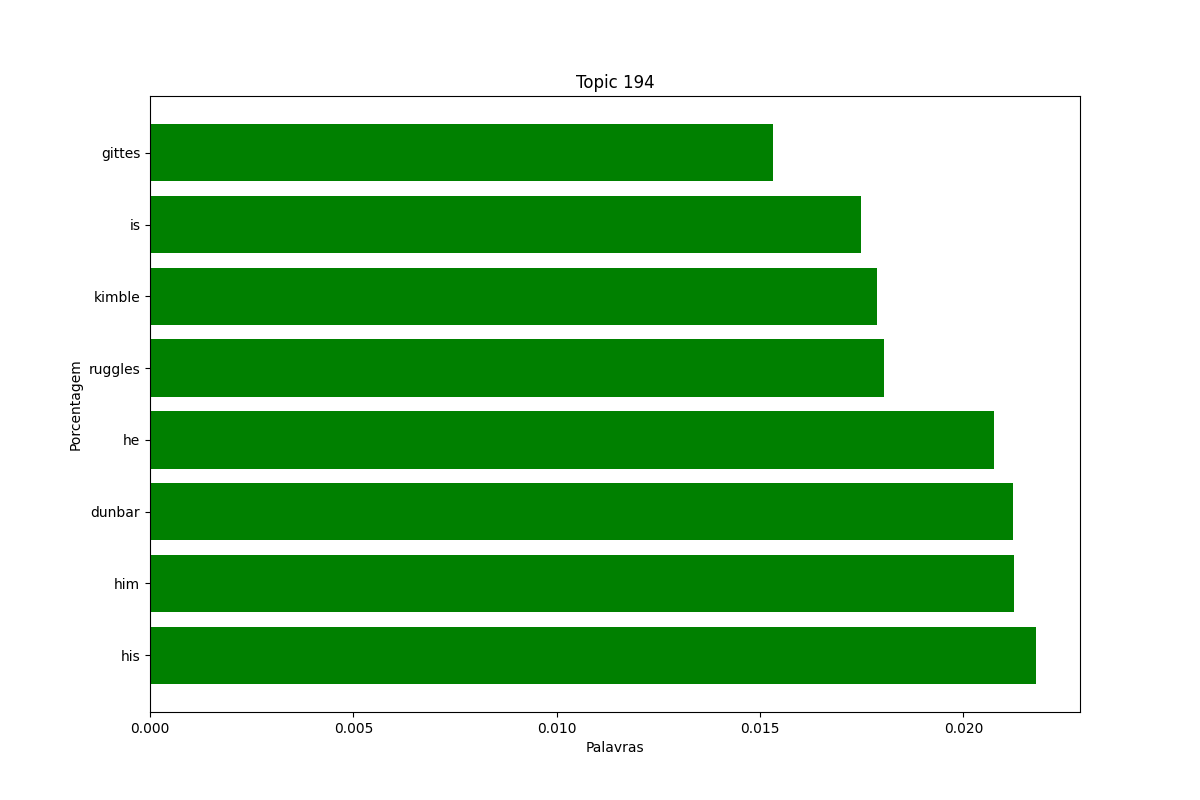 Topic 194
gittes
is
kimble
ruggles
he
dunbar
him
his
Porcentagem
0.000 0.005 0.010 0.015 0.020
Palavras